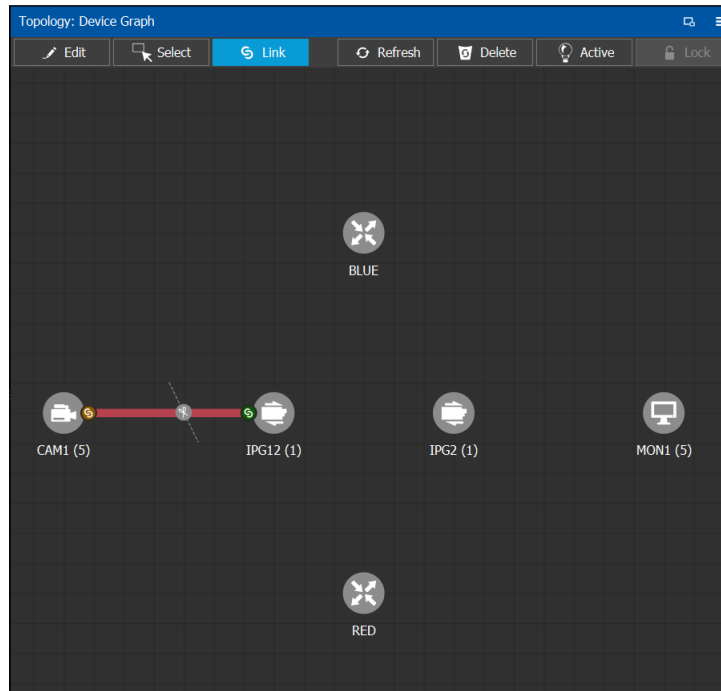 Topology: Device Graph
Edit Select Link Refresh Delete Active Lock
BLUE
CAM1 (5) IPG12 (1) IPG2 (1) MON1 (5)
RED